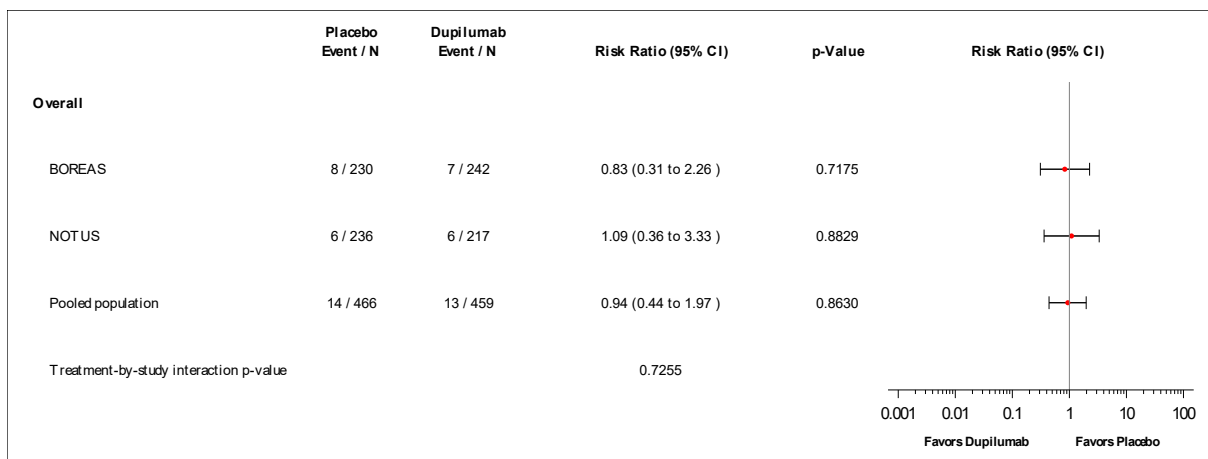 Placebo Event / N Dupilumab Event / N Risk Ratio (95% CI) p-Value Risk Ratio (95% CI)
Overall
BOREAS 8 / 230 7 / 242 0.83 (0.31 to 2.26 ) 0.7175
NOTUS 6 / 236 6 / 217 1.09 (0.36 to 3.33 ) 0.8829
Pooled population 14 / 466 13 / 459 0.94 (0.44 to 1.97 ) 0.8630
Treatment-by-study interaction p-value 0.7255
0.001 0.01 0.1 1 10 100
Favors Dupilumab Favors Placebo